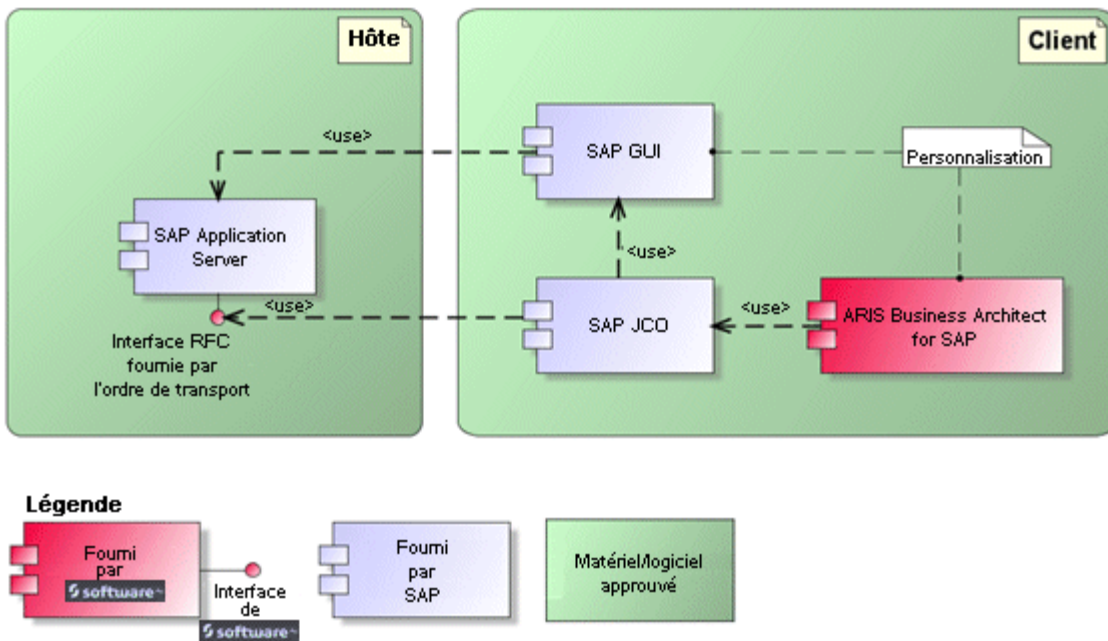 Hôte
Client
<use>
SAP GUI
Personnalisation
SAP Application
Server
<use>
<use>
<use>
SAP JCO
ARIS Business Architect
for SAP
Interface RFC
fournie par
l'ordre de transport
Légende
Fourni
par
software
Interface
de
software
Fourni
par
SAP
Matériel/logiciel
approuvé